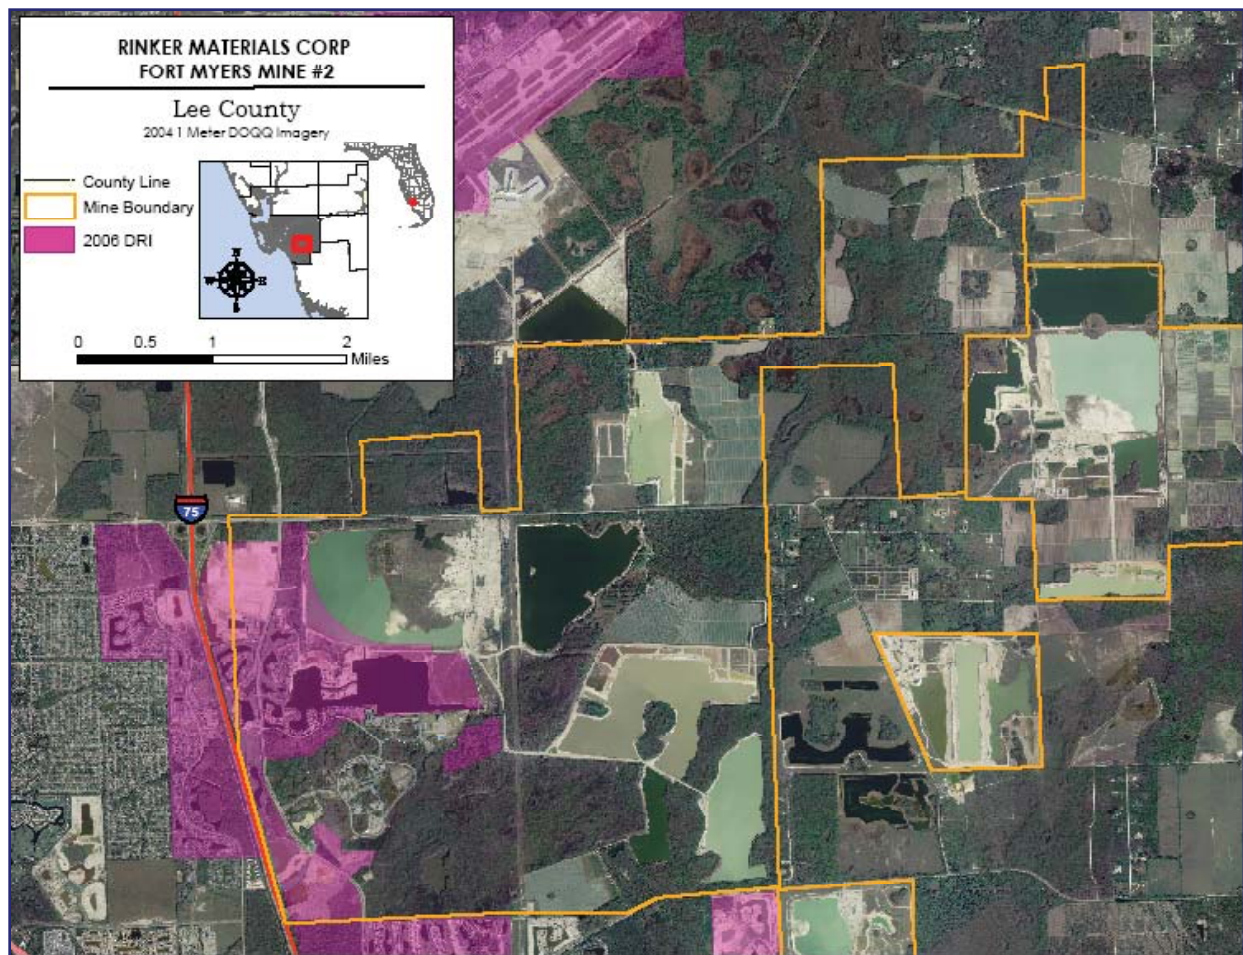 RINKER MATERIALS CORP
FORT MYERS MINE #2
Lee County
2004 1 Meter DOQQ Imagery
County Line
Mine Boundary
2006 DRI
N
W E
S
0 0.5 1 2
Miles
75